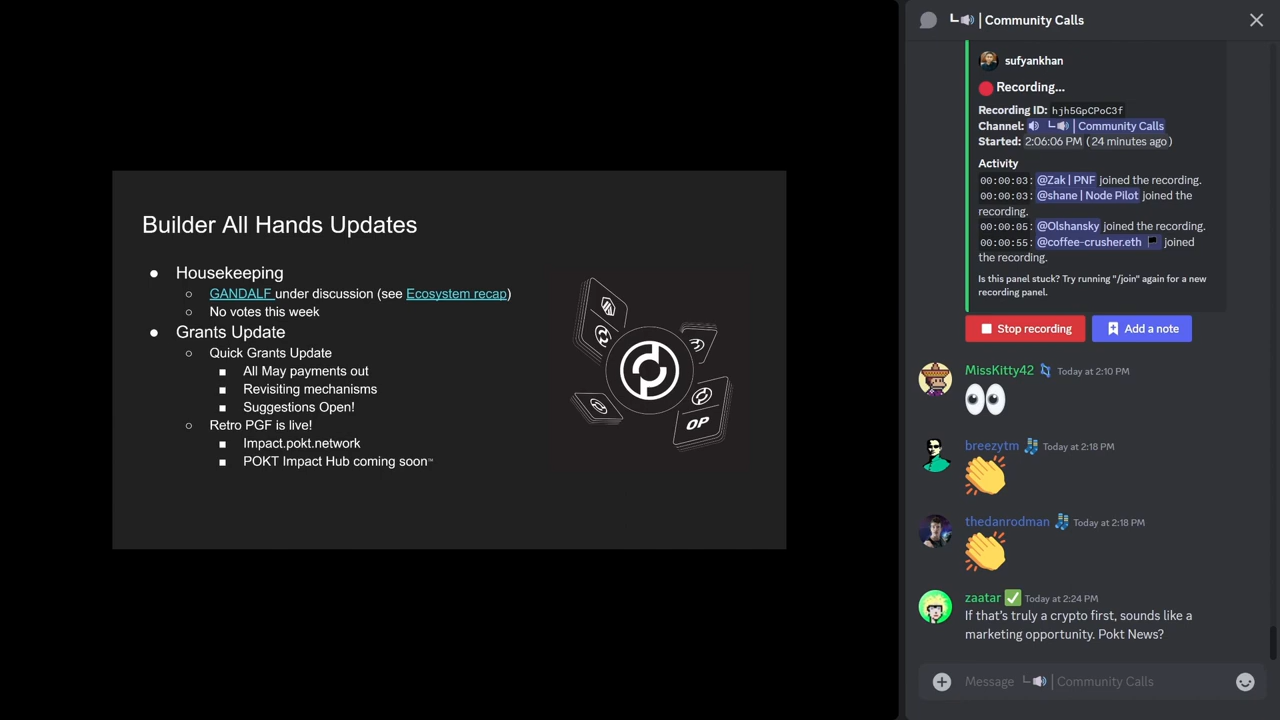 Builder All Hands Updates
● Housekeeping
○ GANDALF under discussion (see Ecosystem recap)
○ No votes this week
● Grants Update
○ Quick Grants Update
■ All May payments out
■ Revisiting mechanisms
■ Suggestions Open!
○ Retro PGF is live!
■ Impact.pokt.network
■ POKT Impact Hub coming soon™
OP
| Community Calls
sufyankhan
Recording...
Recording ID: hjh5GpCPoC3f
Channel: | Community Calls
Started: 2:06:06 PM (24 minutes ago)
Activity
00:00:03: @Zak | PNF joined the recording.
00:00:03: @shane | Node Pilot joined the
recording.
00:00:05: @Olshansky joined the recording.
00:00:55: @coffee-crusher.eth joined
the recording.
Is this panel stuck? Try running "/join" again for a new
recording panel.
Stop recording
Add a note
MissKitty42 Today at 2:10 PM
breezytm Today at 2:18 PM
thedanrodman Today at 2:18 PM
zaatar Today at 2:24 PM
If that's truly a crypto first, sounds like a
marketing opportunity. Pokt News?
Message | Community Calls